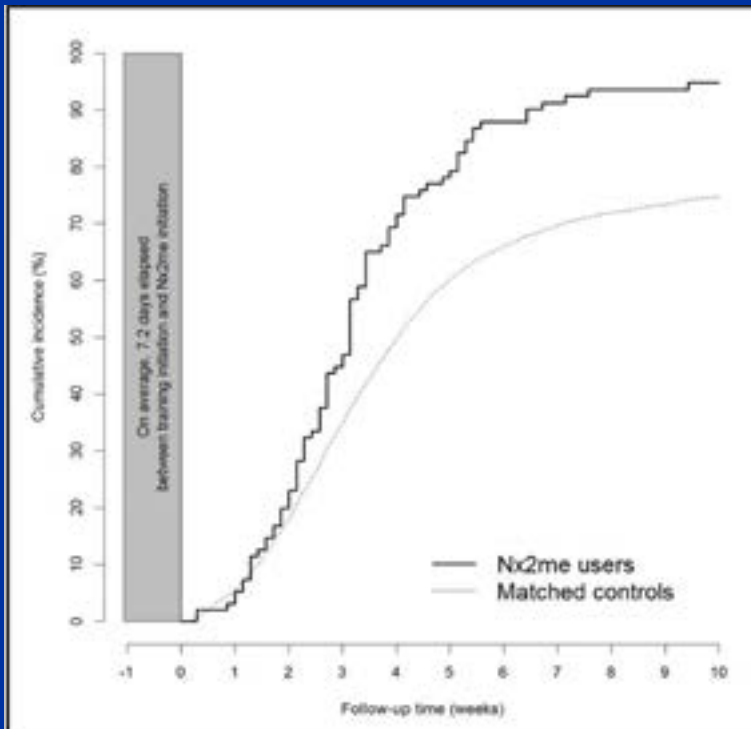 100
90
80
70
60
50
40
30
20
10
0
Cumulative incidence (%)
On average, 7.2 days elapsed
between training initiation and Nx2me initiation
Nx2me users
Matched controls
-1 0 1 2 3 4 5 6 7 8 9 10
Follow-up time (weeks)